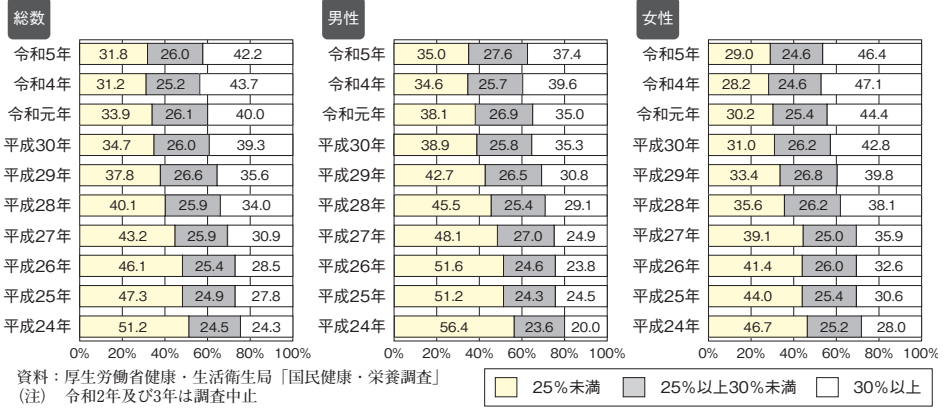 総数
令和5年 31.8 26.0 42.2
令和4年 31.2 25.2 43.7
令和元年 33.9 26.1 40.0
平成30年 34.7 26.0 39.3
平成29年 37.8 26.6 35.6
平成28年 40.1 25.9 34.0
平成27年 43.2 25.9 30.9
平成26年 46.1 25.4 28.5
平成25年 47.3 24.9 27.8
平成24年 51.2 24.5 24.3
0% 20% 40% 60% 80% 100%
男性
令和5年 35.0 27.6 37.4
令和4年 34.6 25.7 39.6
令和元年 38.1 26.9 35.0
平成30年 38.9 25.8 35.3
平成29年 42.7 26.5 30.8
平成28年 45.5 25.4 29.1
平成27年 48.1 27.0 24.9
平成26年 51.6 24.6 23.8
平成25年 51.2 24.3 24.5
平成24年 56.4 23.6 20.0
0% 20% 40% 60% 80% 100%
女性
令和5年 29.0 24.6 46.4
令和4年 28.2 24.6 47.1
令和元年 30.2 25.4 44.4
平成30年 31.0 26.2 42.8
平成29年 33.4 26.8 39.8
平成28年 35.6 26.2 38.1
平成27年 39.1 25.0 35.9
平成26年 41.4 26.0 32.6
平成25年 44.0 25.4 30.6
平成24年 46.7 25.2 28.0
0% 20% 40% 60% 80% 100%
資料：厚生労働省健康・生活衛生局「国民健康・栄養調査」
(注) 令和2年及び3年は調査中止
25%未満 25%以上30%未満 30%以上